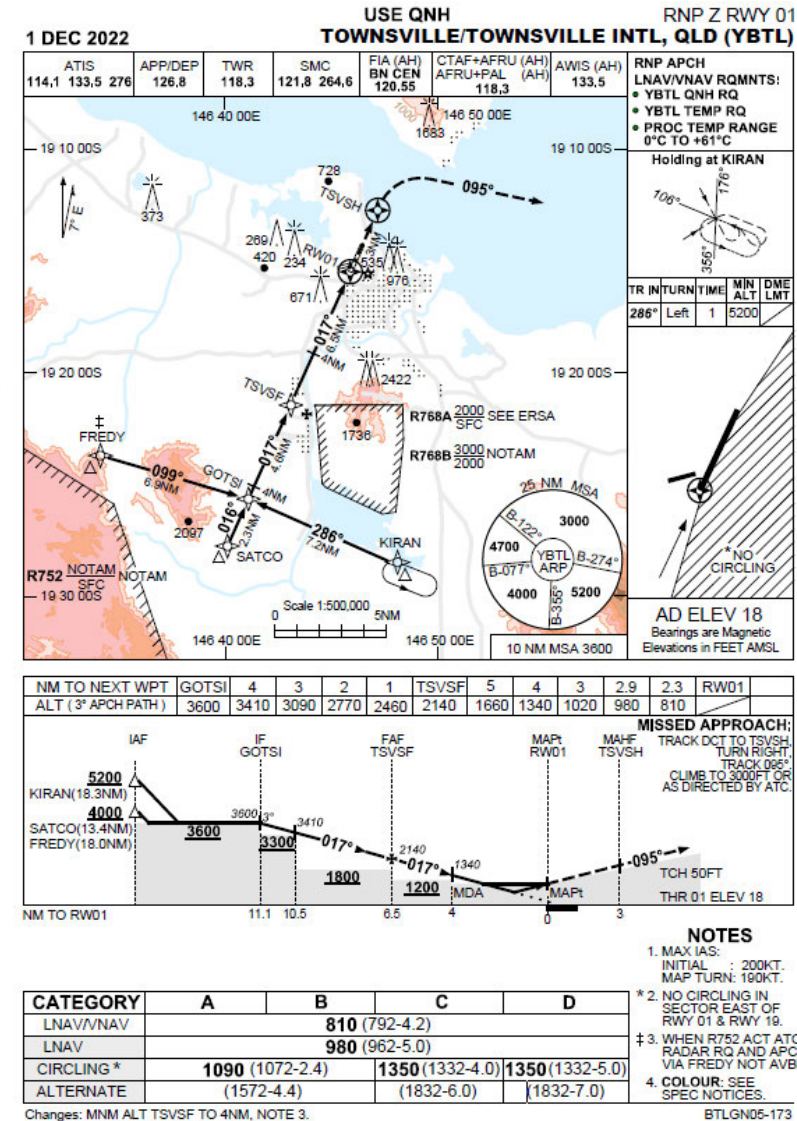 USE QNH
RNP Z RWY 01
1 DEC 2022
TOWNSVILLE/TOWNSVILLE INTL, QLD (YBTL)
ATIS
114,1 133,5 276
APP/DEP
126,8
TWR
118,3
SMC
121,8 264,6
FIA (AH)
BN CEN
120.55
CTAF+AFRU (AH)
AFRU+PAL (AH)
118,3
AWIS (AH)
133,5
RNP APCH
LNAV/VNAV RQMNTS:
• YBTL QNH RQ
• YBTL TEMP RQ
• PROC TEMP RANGE
0°C TO +61°C
Holding at KIRAN
106°
176°
356°
TR IN TURN TIME MIN ALT DME LMT
286° Left 1 5200
146 40 00E
146 50 00E
1000
1683
19 10 00S
19 10 00S
728
TSVSH
095°
7° E
373
269
234
420
RW01
3NM
535
976
671
017°
6.5NM
4NM
19 20 00S
19 20 00S
2422
TSVSF
R768A 2000 SEE ERSA
SFC
1736
R768B 3000 NOTAM
2000
‡
FREDY
099°
6.9NM
GOTSI
017°
4.6NM
4NM
286°
7.2NM
KIRAN
2097
016°
2.3NM
SATCO
R752 NOTAM NOTAM
SFC
19 30 00S
25 NM MSA
3000
B-122°
4700
YBTL
ARP
B-274°
B-077°
4000
B-355°
5200
10 NM MSA 3600
Scale 1:500,000
0 5NM
146 40 00E
146 50 00E
*NO
CIRCLING
AD ELEV 18
Bearings are Magnetic
Elevations in FEET AMSL
NM TO NEXT WPT GOTSI 4 3 2 1 TSVSF 5 4 3 2.9 2.3 RW01
ALT ( 3° APCH PATH ) 3600 3410 3090 2770 2460 2140 1660 1340 1020 980 810
IAF
IF
GOTSI
FAF
TSVSF
MAPt
RW01
MAHF
TSVSH
MISSED APPROACH:
TRACK DCT TO TSVSH,
TURN RIGHT,
TRACK 095°.
CLIMB TO 3000FT OR
AS DIRECTED BY ATC.
5200
KIRAN(18.3NM)
4000
SATCO(13.4NM)
FREDY(18.0NM)
3600
3600
3°
3410
3300
017°
2140
1800
017°
1340
1200
MDA
MAPt
095°
TCH 50FT
THR 01 ELEV 18
NM TO RW01
11.1 10.5 6.5 4 0 3
NOTES
1. MAX IAS:
INITIAL : 200KT.
MAP TURN: 190KT.
* 2. NO CIRCLING IN
SECTOR EAST OF
RWY 01 & RWY 19.
‡ 3. WHEN R752 ACT ATC
RADAR RQ AND APC
VIA FREDY NOT AVB
4. COLOUR: SEE
SPEC NOTICES.
CATEGORY A B C D
LNAV/VNAV 810 (792-4.2)
LNAV 980 (962-5.0)
CIRCLING * 1090 (1072-2.4) 1350 (1332-4.0) 1350 (1332-5.0)
ALTERNATE (1572-4.4) (1832-6.0) (1832-7.0)
Changes: MNM ALT TSVSF TO 4NM, NOTE 3.
BTLGN05-173